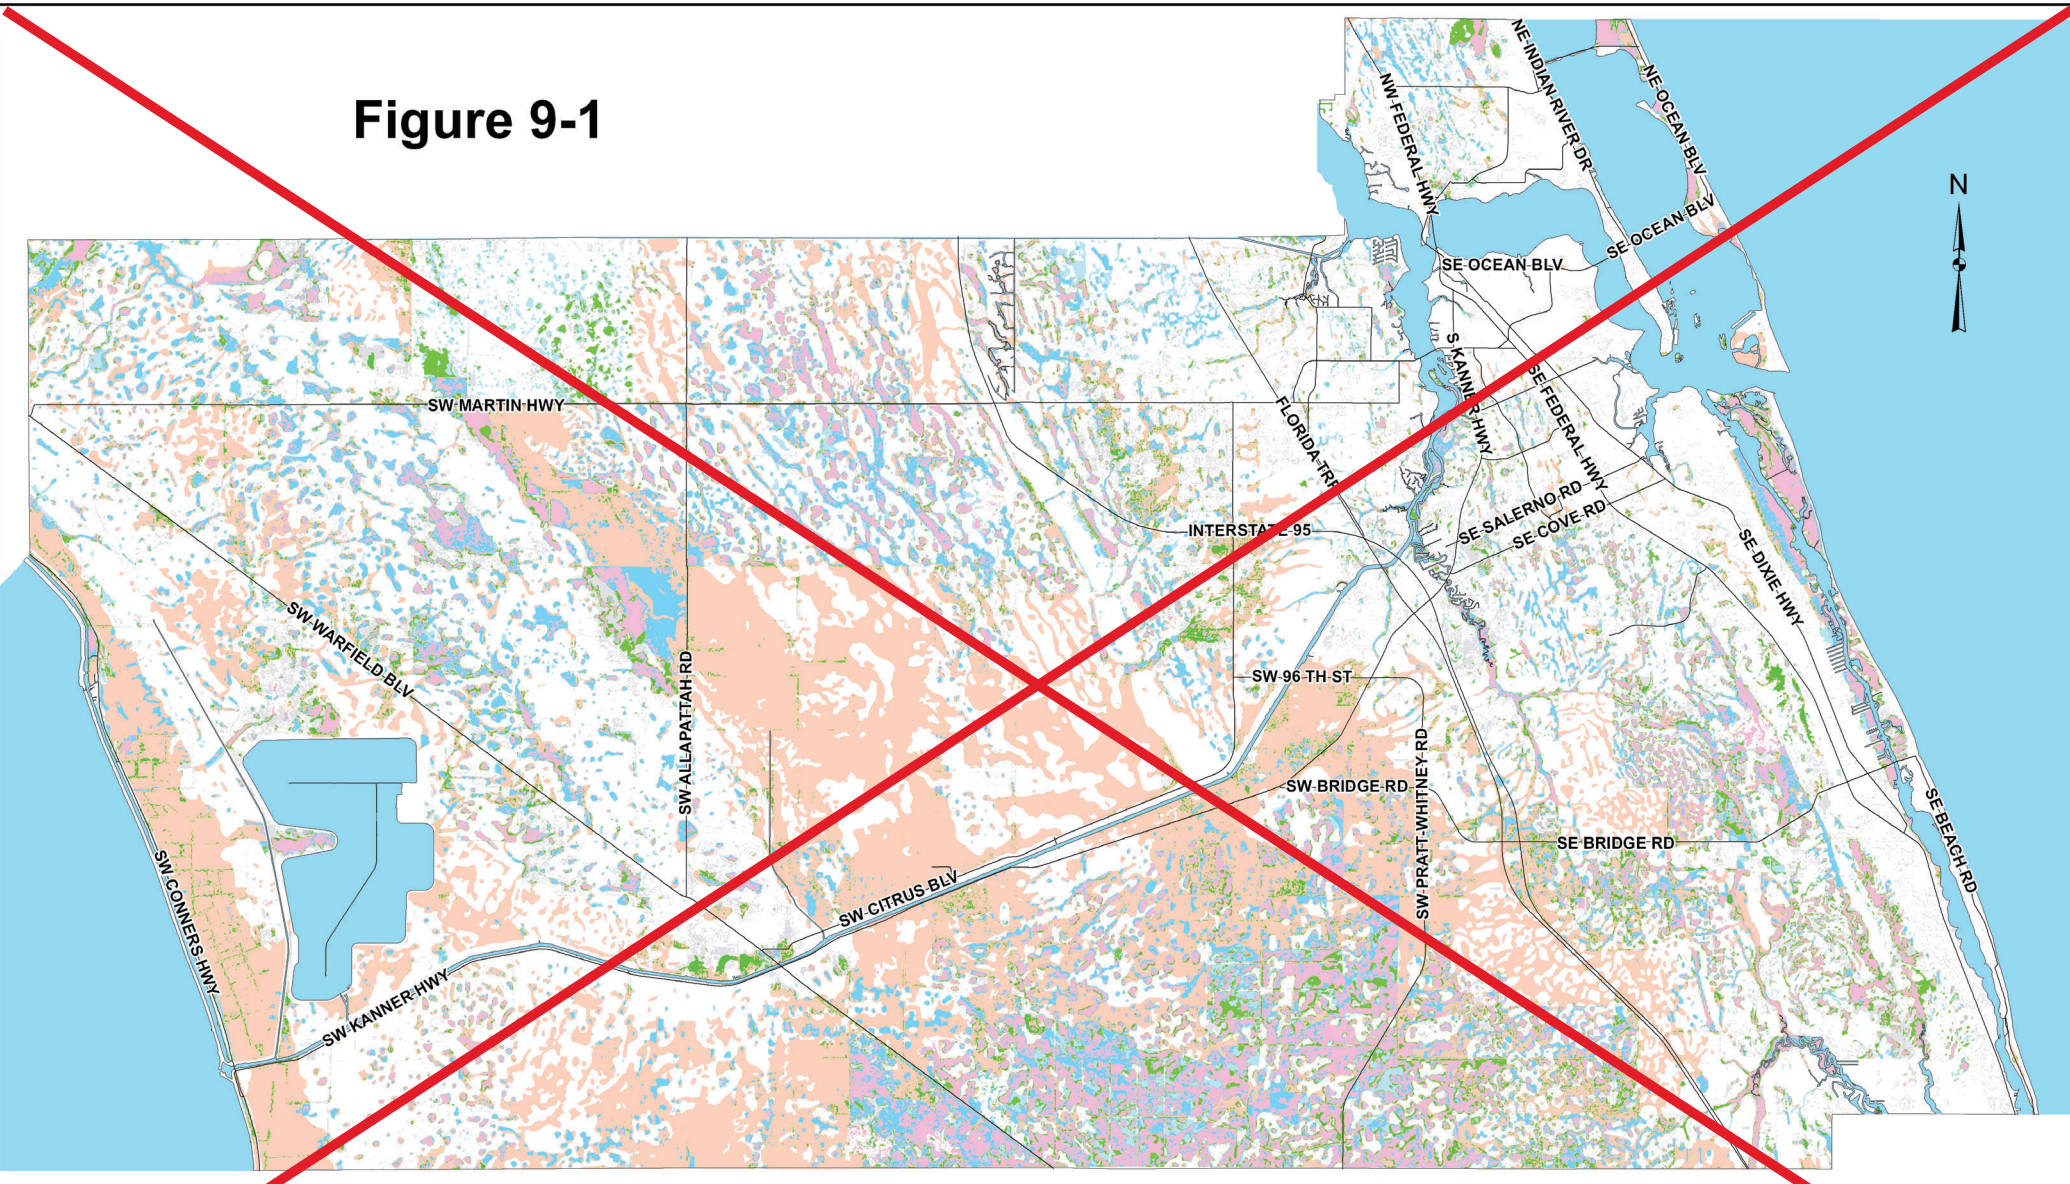 Figure 9-1
N
NE INDIAN RIVER DR
NW FEDERAL HWY
NE OCEAN BLV
SE OCEAN BLV
SE OCEAN BLV
S KANNER HWY
SE FEDERAL HWY
SW MARTIN HWY
FLORIDA TRP
INTERSTATE 95
SE SALERNO RD
SE COVE RD
SE DIXIE HWY
SW WARFIELD BLV
SW ALLAPATTAH RD
SW 96 TH ST
SW PRATT WHITNEY RD
SW BRIDGE RD
SE BRIDGE RD
SE BEACH RD
SW CONNERS HWY
SW CITRUS BLV
SW KANNER HWY